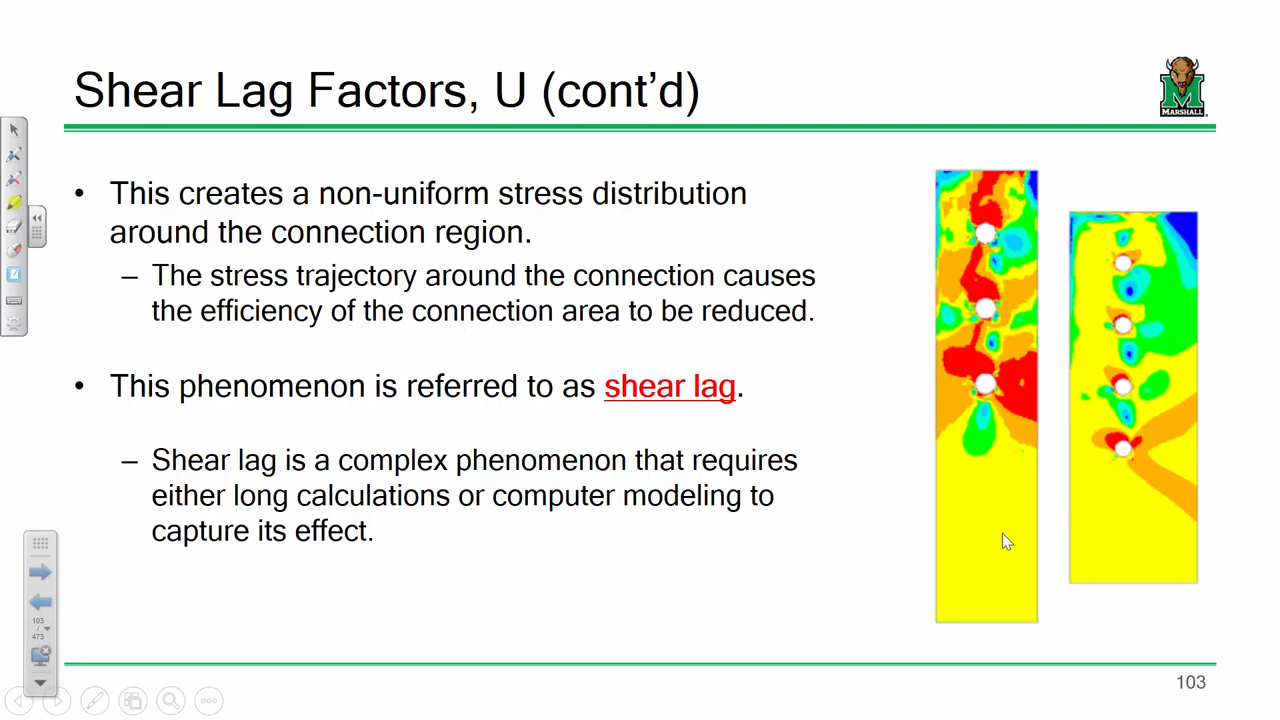 Shear Lag Factors, U (cont’d)
MARSHALL
• This creates a non-uniform stress distribution
around the connection region.
– The stress trajectory around the connection causes
the efficiency of the connection area to be reduced.
• This phenomenon is referred to as shear lag.
– Shear lag is a complex phenomenon that requires
either long calculations or computer modeling to
capture its effect.
103
/
473
103